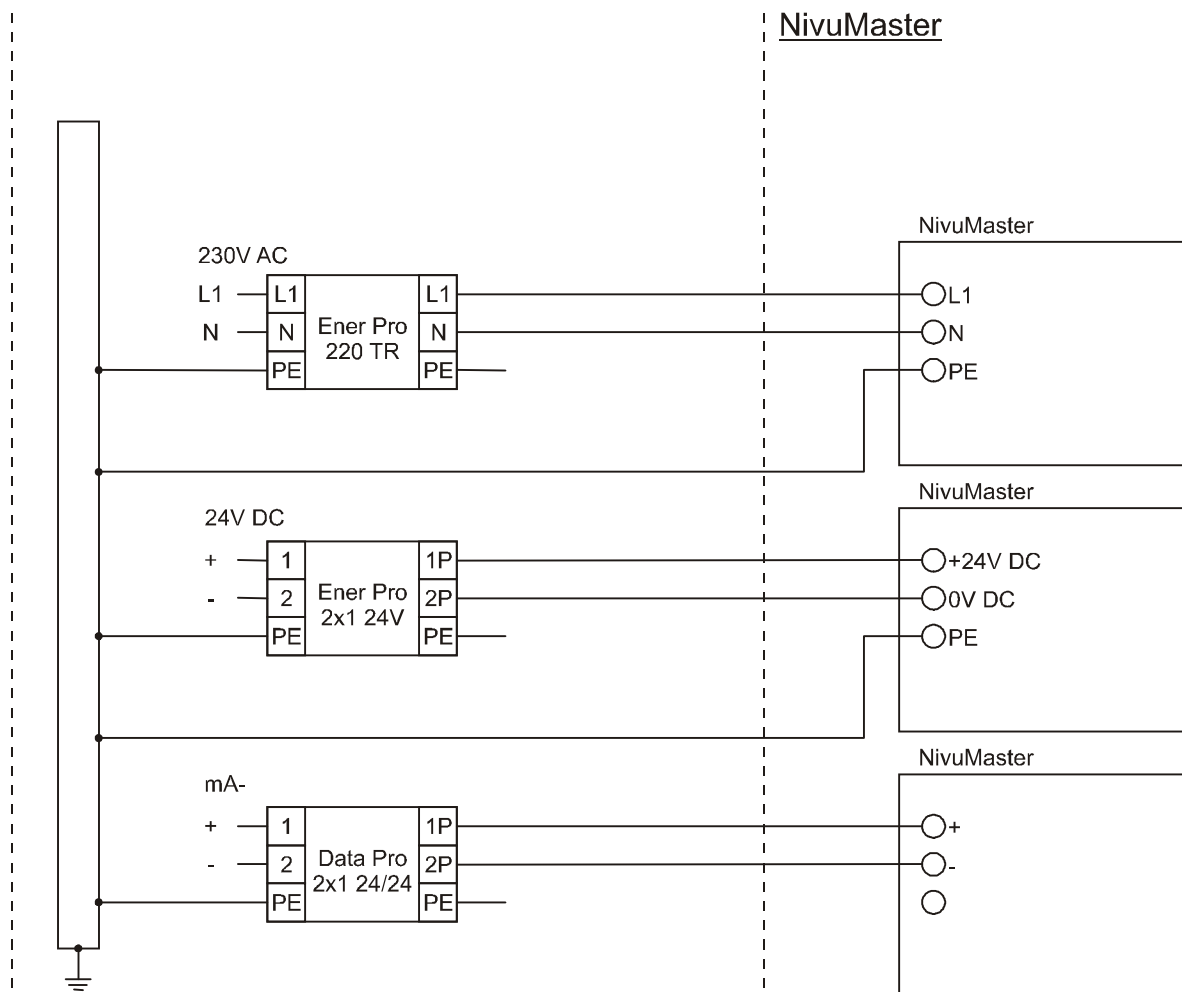 NivuMaster
NivuMaster
230V AC
L1 L1 L1 L1
N N Ener Pro N N
220 TR
PE PE PE
NivuMaster
24V DC
+ 1 1P +24V DC
- 2 Ener Pro 2P 0V DC
2x1 24V
PE PE PE
NivuMaster
mA-
+ 1 1P +
- 2 Data Pro 2P -
2x1 24/24
PE PE